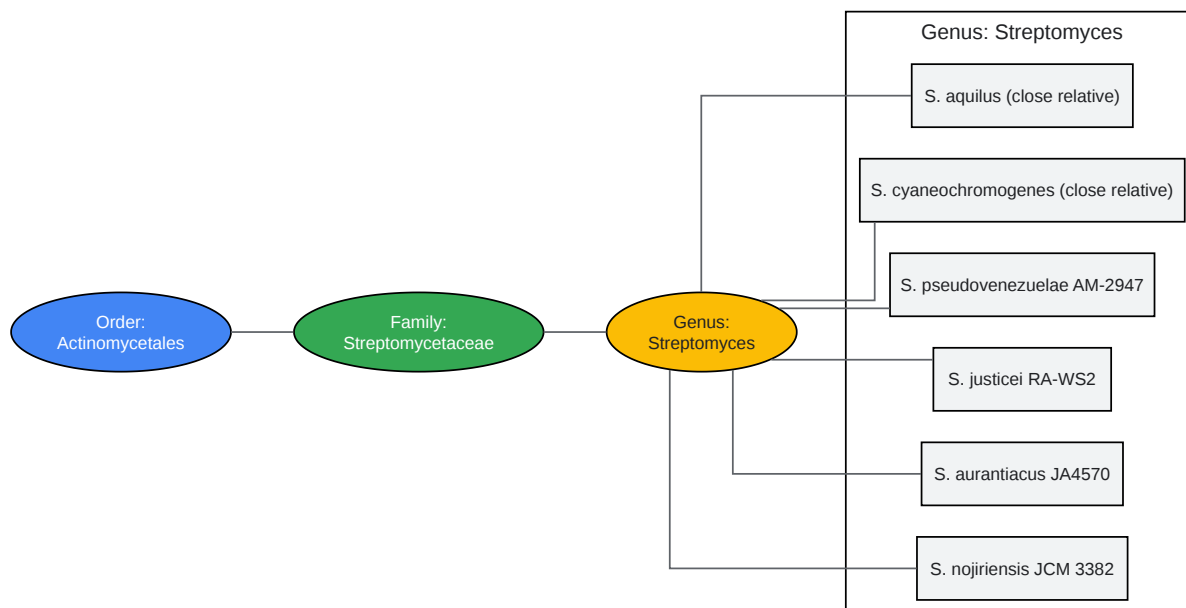 Genus: Streptomyces
S. aquilus (close relative)
S. cyaneochromogenes (close relative)
S. pseudovenezuelae AM-2947
Order:
Actinomycetales
Family:
Streptomycetaceae
Genus:
Streptomyces
S. justicei RA-WS2
S. aurantiacus JA4570
S. nojiriensis JCM 3382